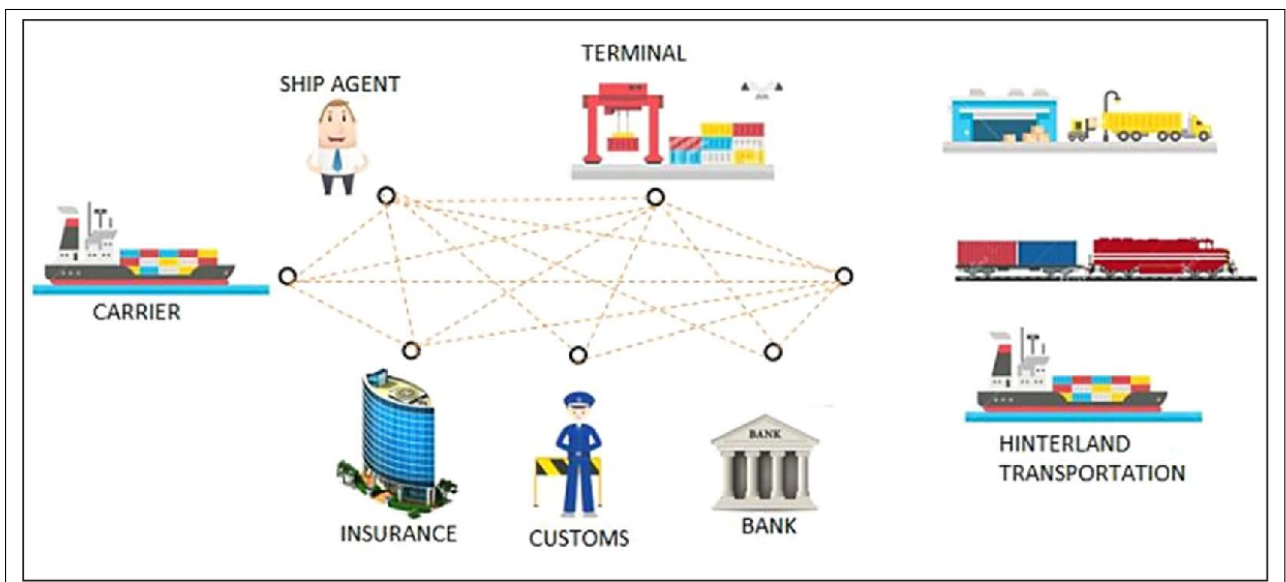 TERMINAL
SHIP AGENT
CARRIER
BANK
HINTERLAND
TRANSPORTATION
INSURANCE
CUSTOMS
BANK